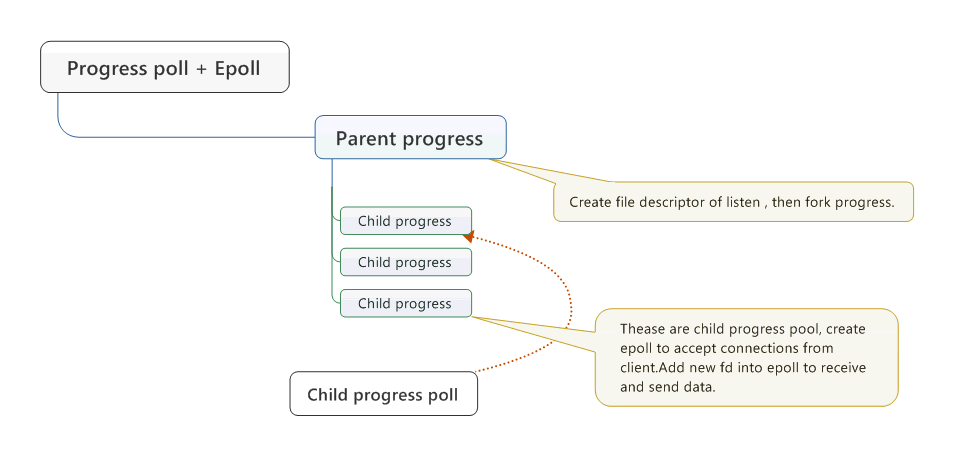 Progress poll + Epoll
Parent progress
Create file descriptor of listen , then fork progress.
Child progress
Child progress
Child progress
Thease are child progress pool, create
epoll to accept connections from
client.Add new fd into epoll to receive
and send data.
Child progress poll